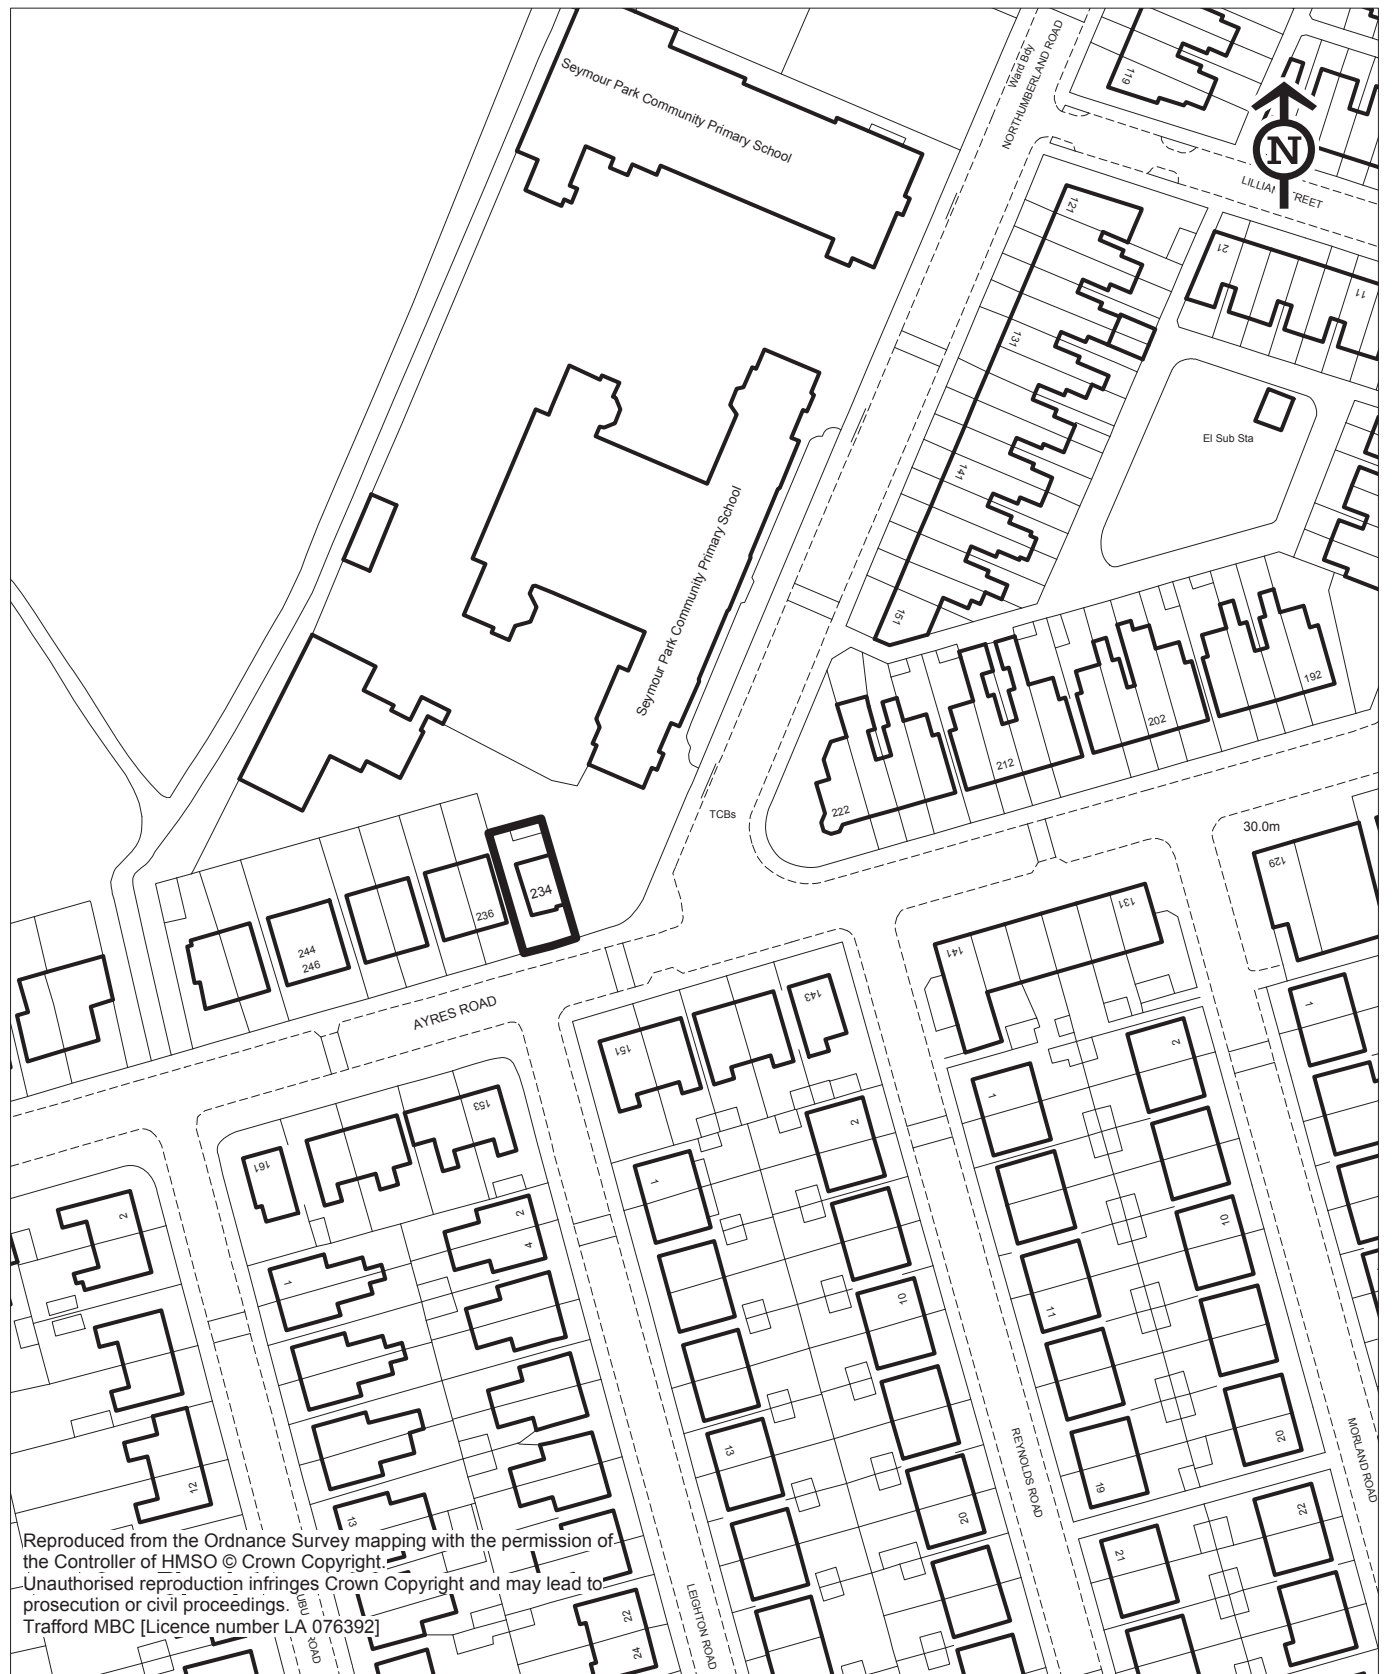 Seymour Park Community Primary School
Ward Bdy
NORTHUMBERLAND ROAD
119
N
121
21
11
131
El Sub Sta
141
Seymour Park Community Primary School
151
192
202
212
222
TCBs
30.0m
129
234
236
244
246
131
141
143
AYRES ROAD
151
153
161
1
2
1
2
1
2
2
4
1
10
10
11
13
19
20
20
REYNOLDS ROAD
MORLAND ROAD
12
13
21
22
LEIGHTON ROAD
22
24
Reproduced from the Ordnance Survey mapping with the permission of
the Controller of HMSO © Crown Copyright.
Unauthorised reproduction infringes Crown Copyright and may lead to
prosecution or civil proceedings.
Trafford MBC [Licence number LA 076392]